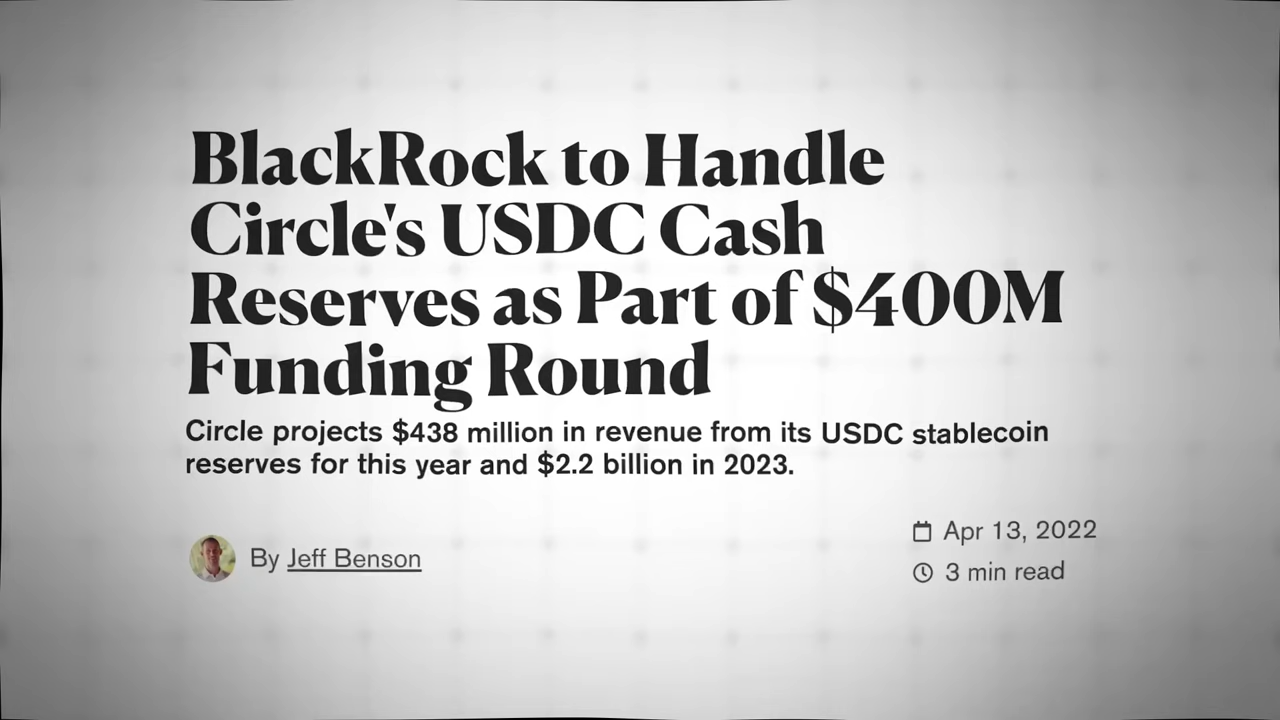 BlackRock to Handle
Circle's USDC Cash
Reserves as Part of $400M
Funding Round
Circle projects $438 million in revenue from its USDC stablecoin
reserves for this year and $2.2 billion in 2023.
By Jeff Benson
Apr 13, 2022
3 min read